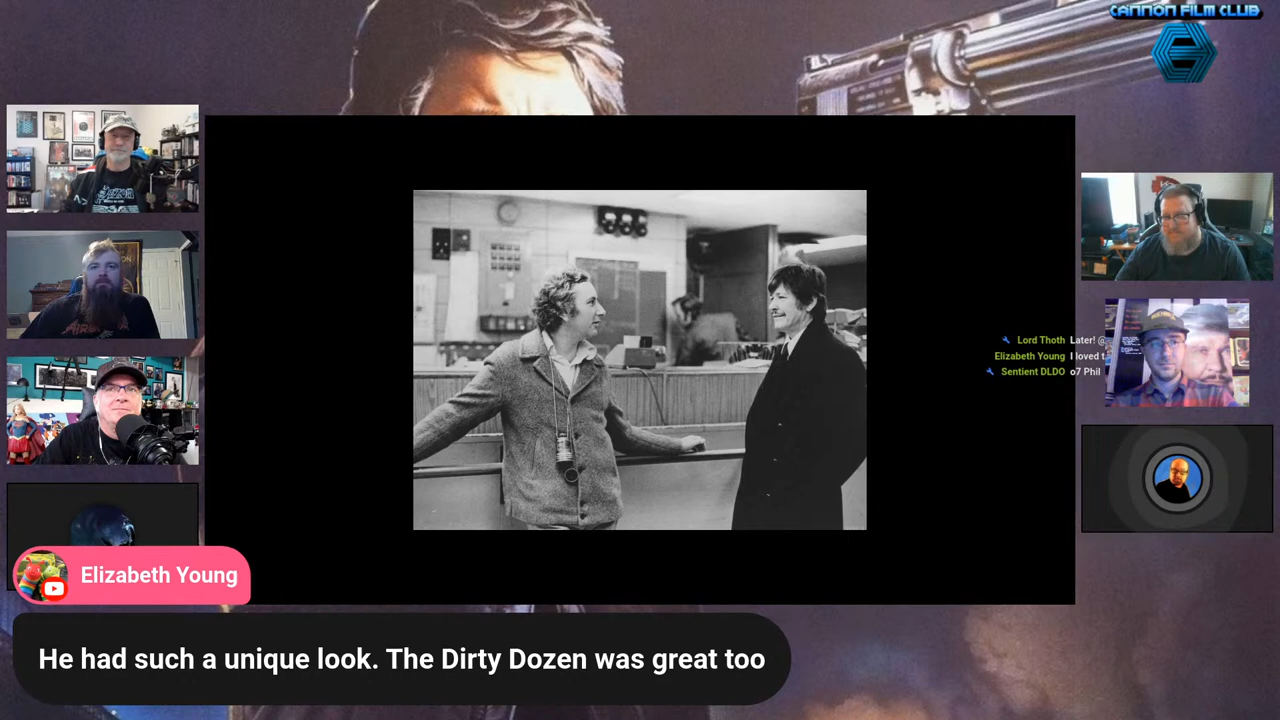 CANNON FILM CLUB
Lord Thoth Later! @
Elizabeth Young I loved t
Sentient DLDO o7 Phil
Elizabeth Young
He had such a unique look. The Dirty Dozen was great too